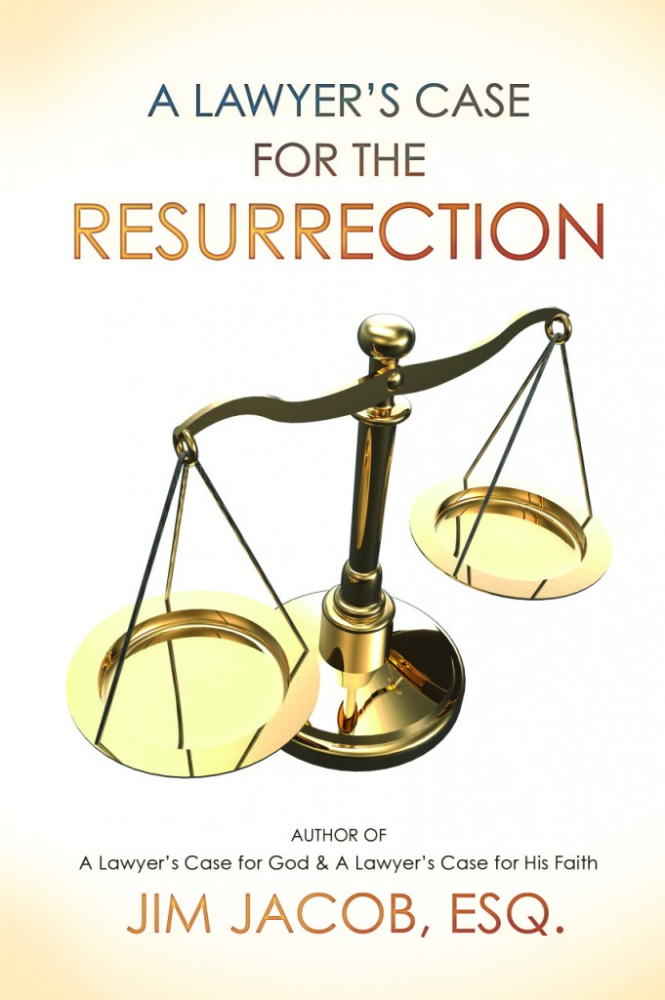 A LAWYER'S CASE
FOR THE
RESURRECTION
AUTHOR OF
A Lawyer's Case for God & A Lawyer's Case for His Faith
JIM JACOB, ESQ.